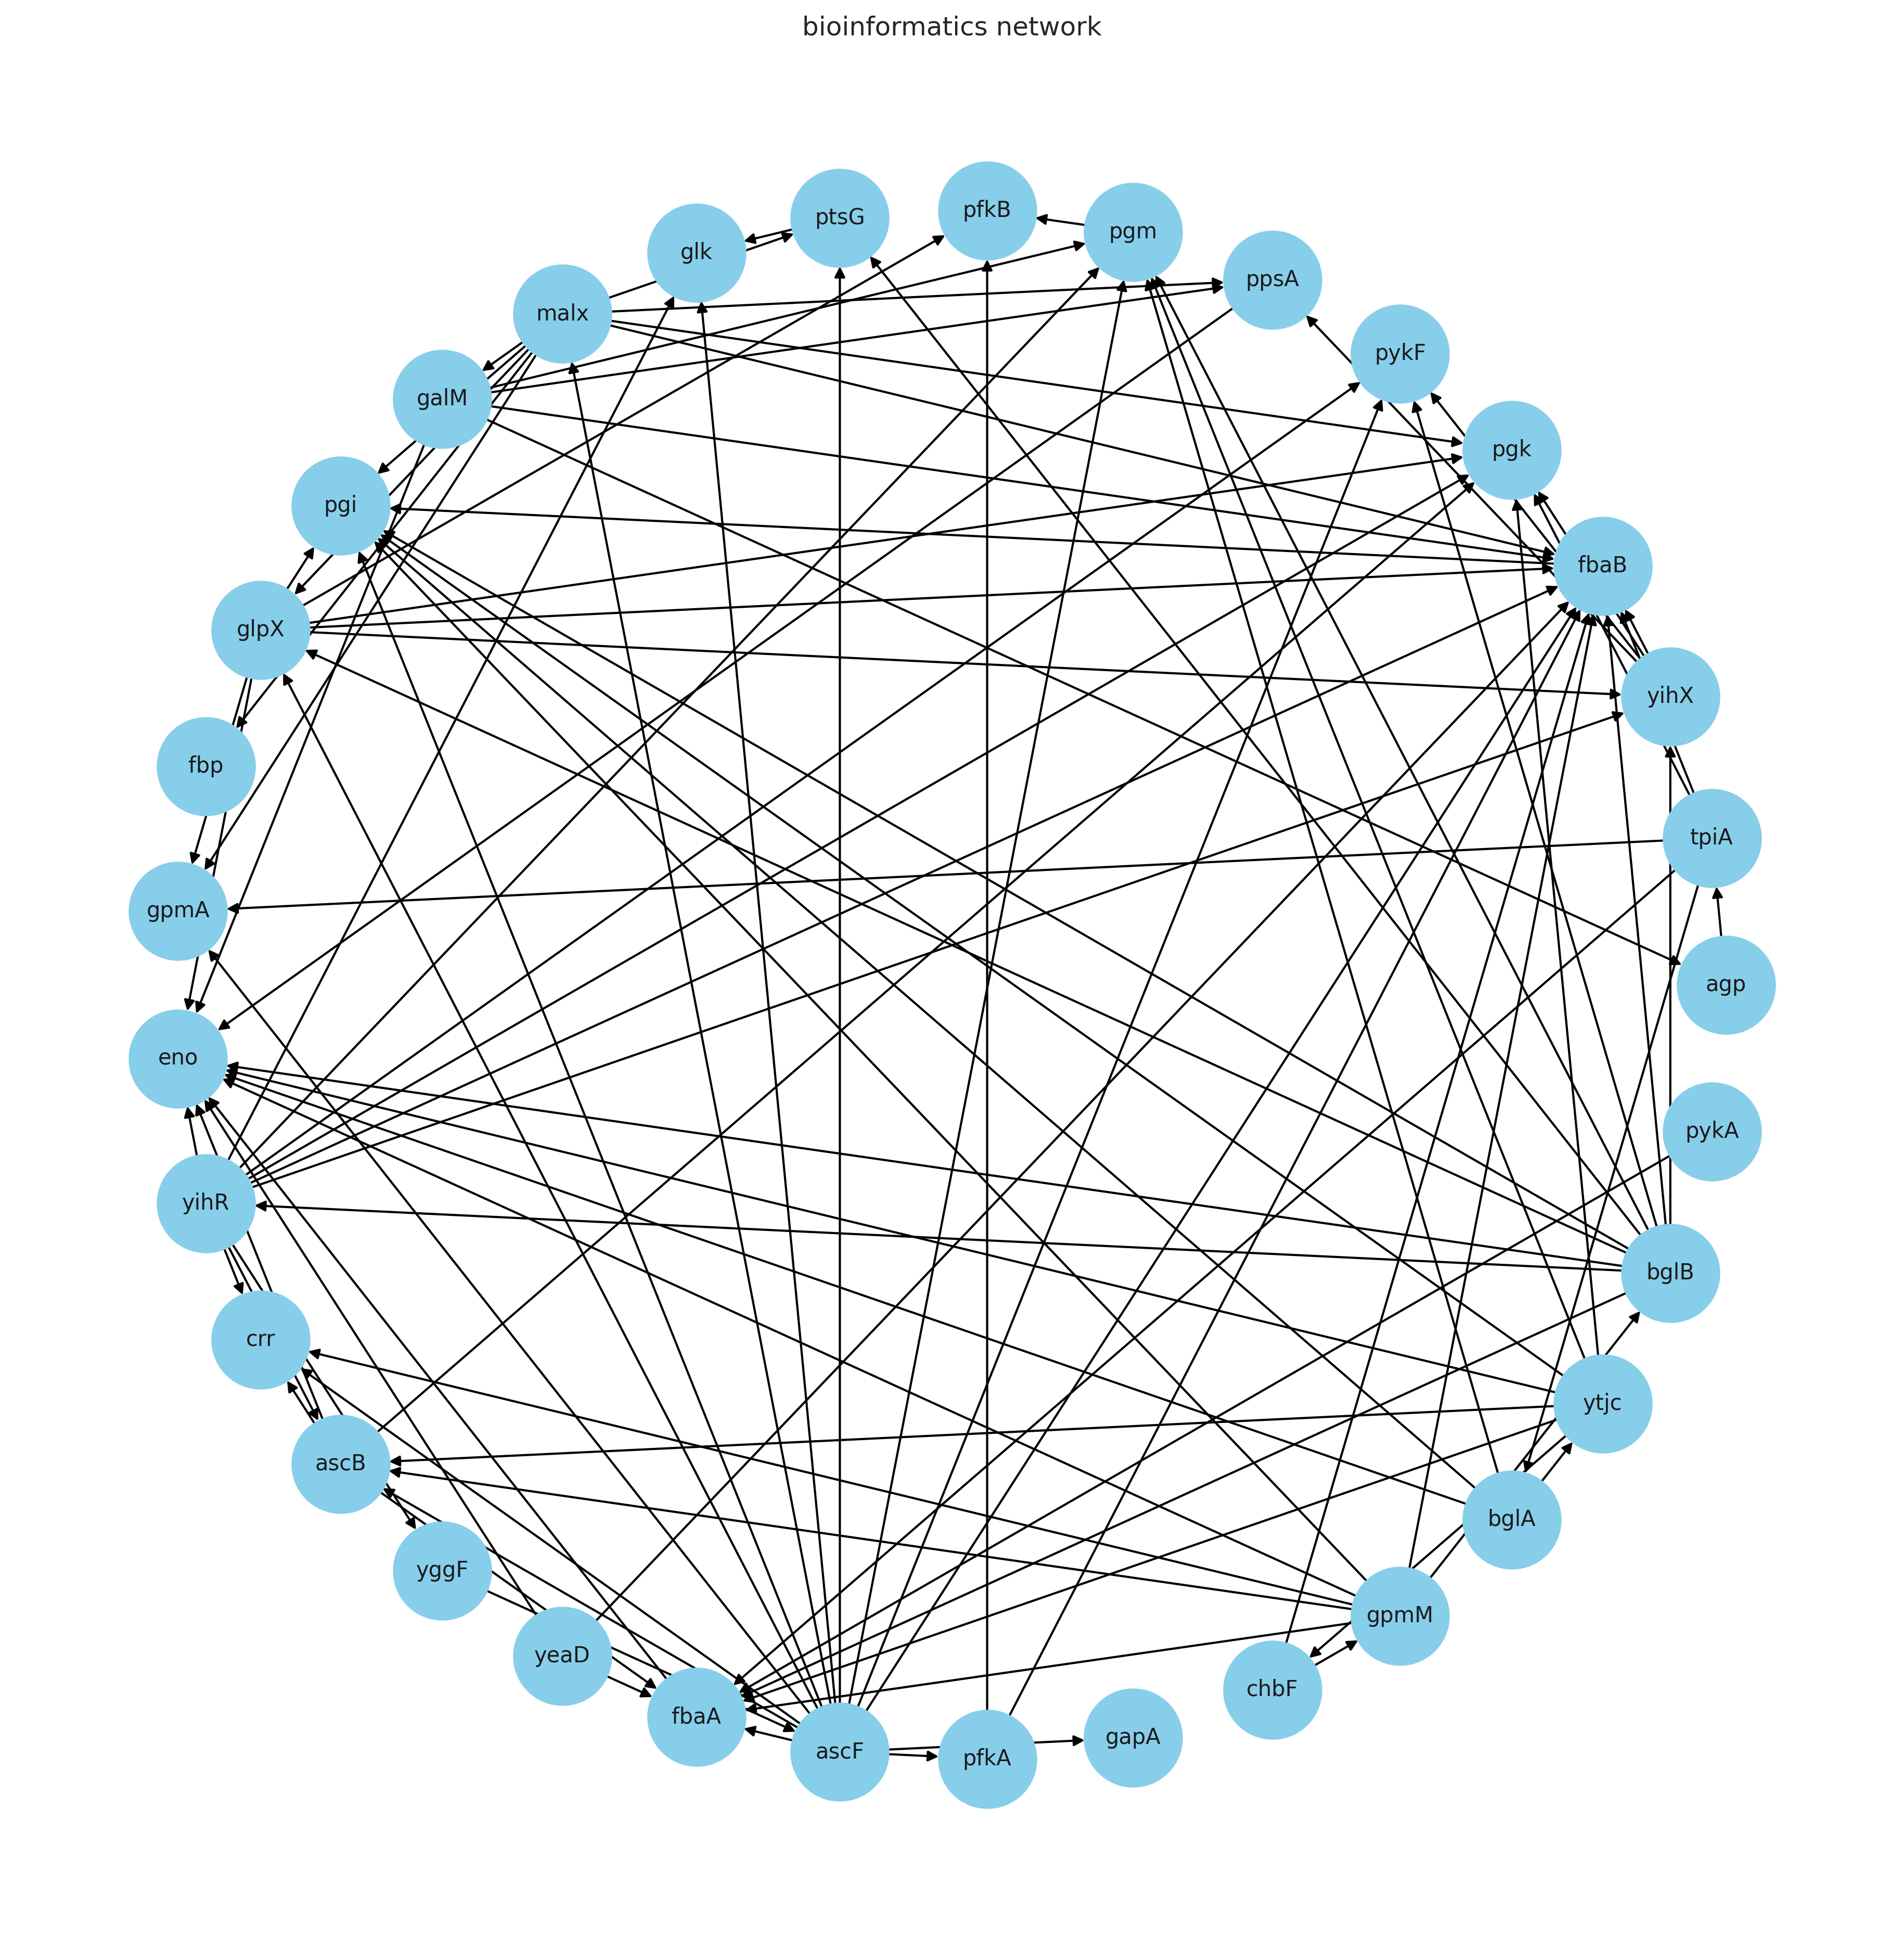 bioinformatics network
pfkB
ptsG
pgm
glk
ppsA
malx
pykF
galM
pgk
pgi
fbaB
glpX
yihX
fbp
tpiA
gpmA
agp
eno
pykA
yihR
bglB
crr
ytjc
ascB
bglA
yggF
gpmM
yeaD
chbF
fbaA
gapA
ascF
pfkA